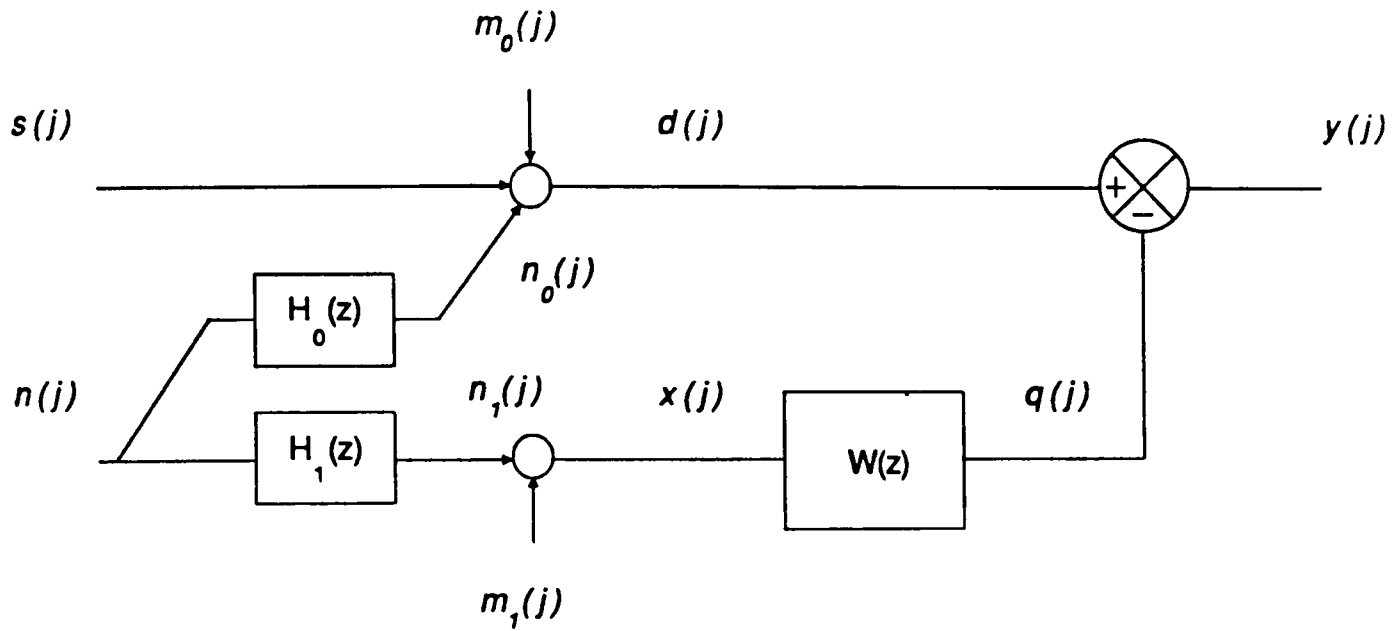 m₀(j)
s(j)
d(j)
y(j)
+
−
n₀(j)
H₀(z)
n(j)
n₁(j)
x(j)
q(j)
H₁(z)
W(z)
m₁(j)